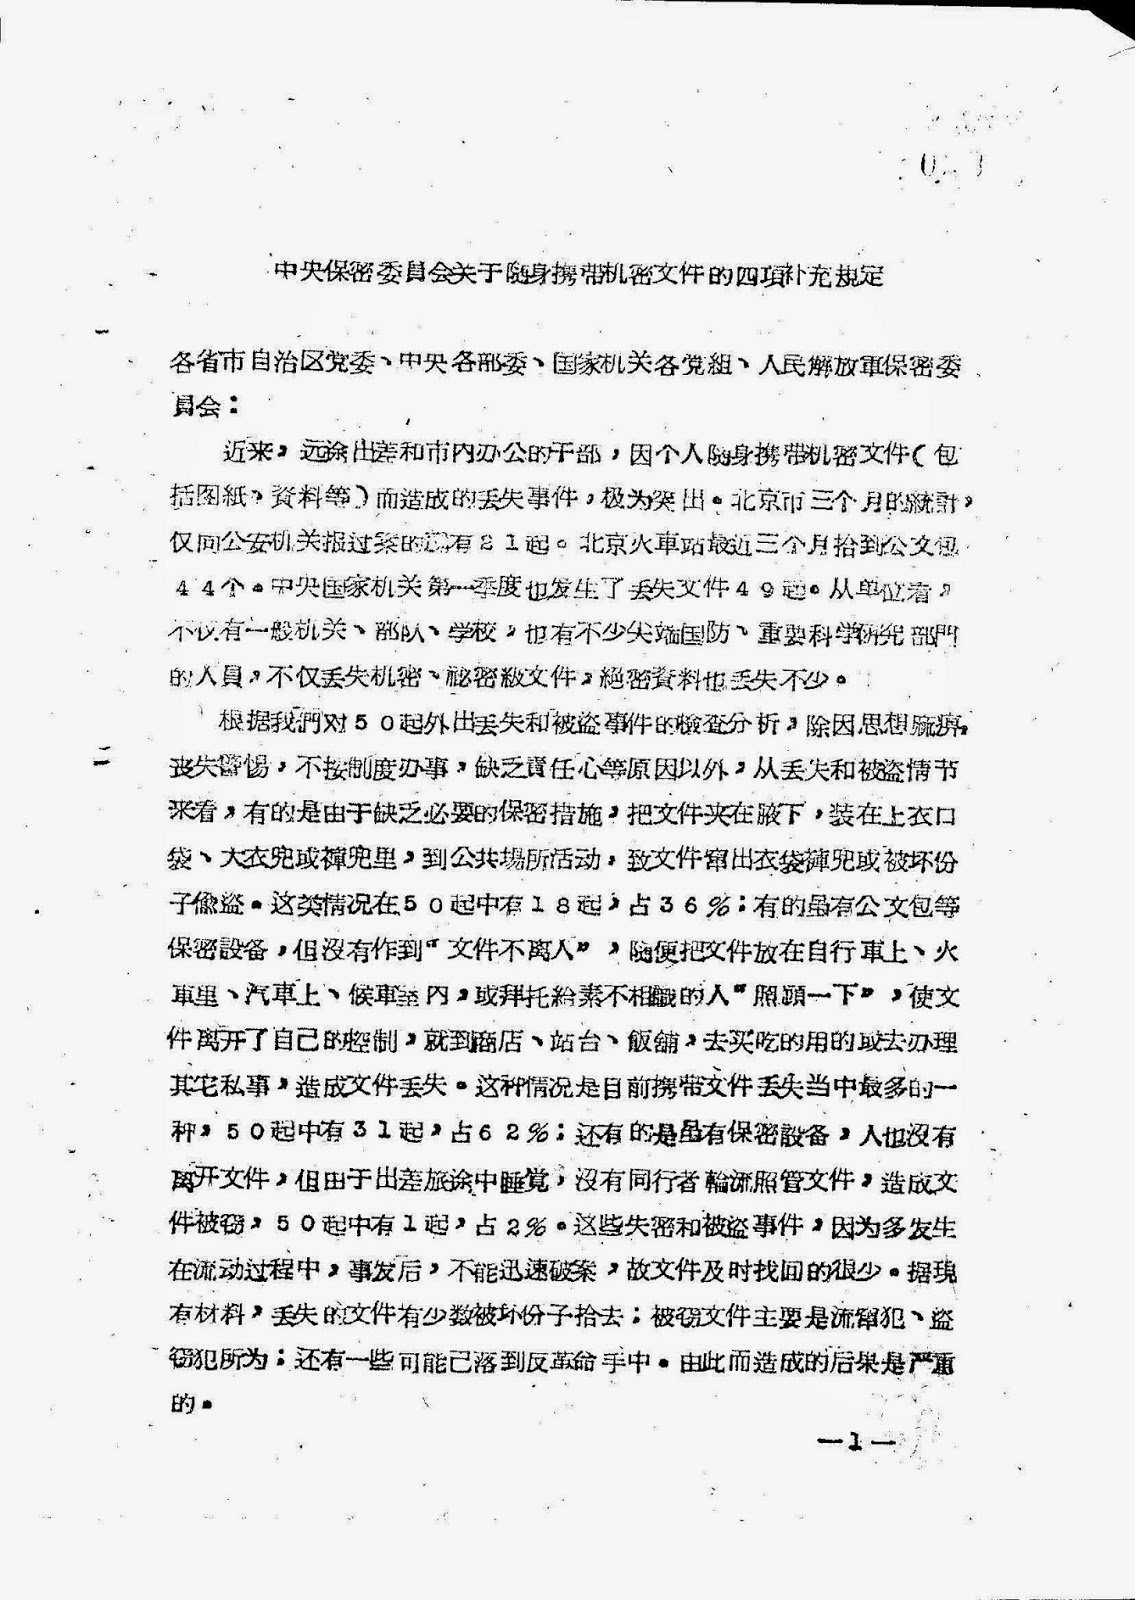 中央保密委員会关于随身携带机密文件的四項补充規定
各省市自治区党委、中央各部委、国家机关各党組、人民解放軍保密委
員会：
近来，远途出差和市内办公的干部，因个人随身携带机密文件（包
括图紙、資料等）而造成的丢失事件，极为突出。北京市三个月的統計，
仅向公安机关报过案的就有21起。北京火車站最近三个月拾到公文包
44个。中央国家机关第一季度也发生了丢失文件49起。从单位看，
不仅有一般机关、部队、学校，也有不少尖端国防、重要科学研究部門
的人員，不仅丢失机密、祕密級文件，絕密資料也丢失不少。
根据我們对50起外出丢失和被盗事件的檢查分析，除因思想痲痹，
丧失警惕，不按制度办事，缺乏責任心等原因以外，从丢失和被盗情节
来看，有的是由于缺乏必要的保密措施，把文件夹在腋下，装在上衣口
袋、大衣兜或褲兜里，到公共場所活动，致文件窜出衣袋褲兜或被坏份
子偸盗。这类情况在50起中有18起，占36%；有的虽有公文包等
保密設备，但沒有作到“文件不离人”，随便把文件放在自行車上、火
車里、汽車上、候車室内，或拜托給素不相識的人“照顧一下”，使文
件离开了自己的控制，就到商店、站台、飯舖，去买吃的用的或去办理
其它私事，造成文件丢失。这种情况是目前携带文件丢失当中最多的一
种，50起中有31起，占62%；还有的是虽有保密設备，人也沒有
离开文件，但由于出差旅途中睡觉，沒有同行者輪流照管文件，造成文
件被窃，50起中有1起，占2%。这些失密和被盗事件，因为多发生
在流动过程中，事发后，不能迅速破案，故文件及时找回的很少。据現
有材料，丢失的文件有少数被坏份子拾去；被窃文件主要是流窜犯、盗
窃犯所为；还有一些可能已落到反革命手中。由此而造成的后果是严重
的。
—1—